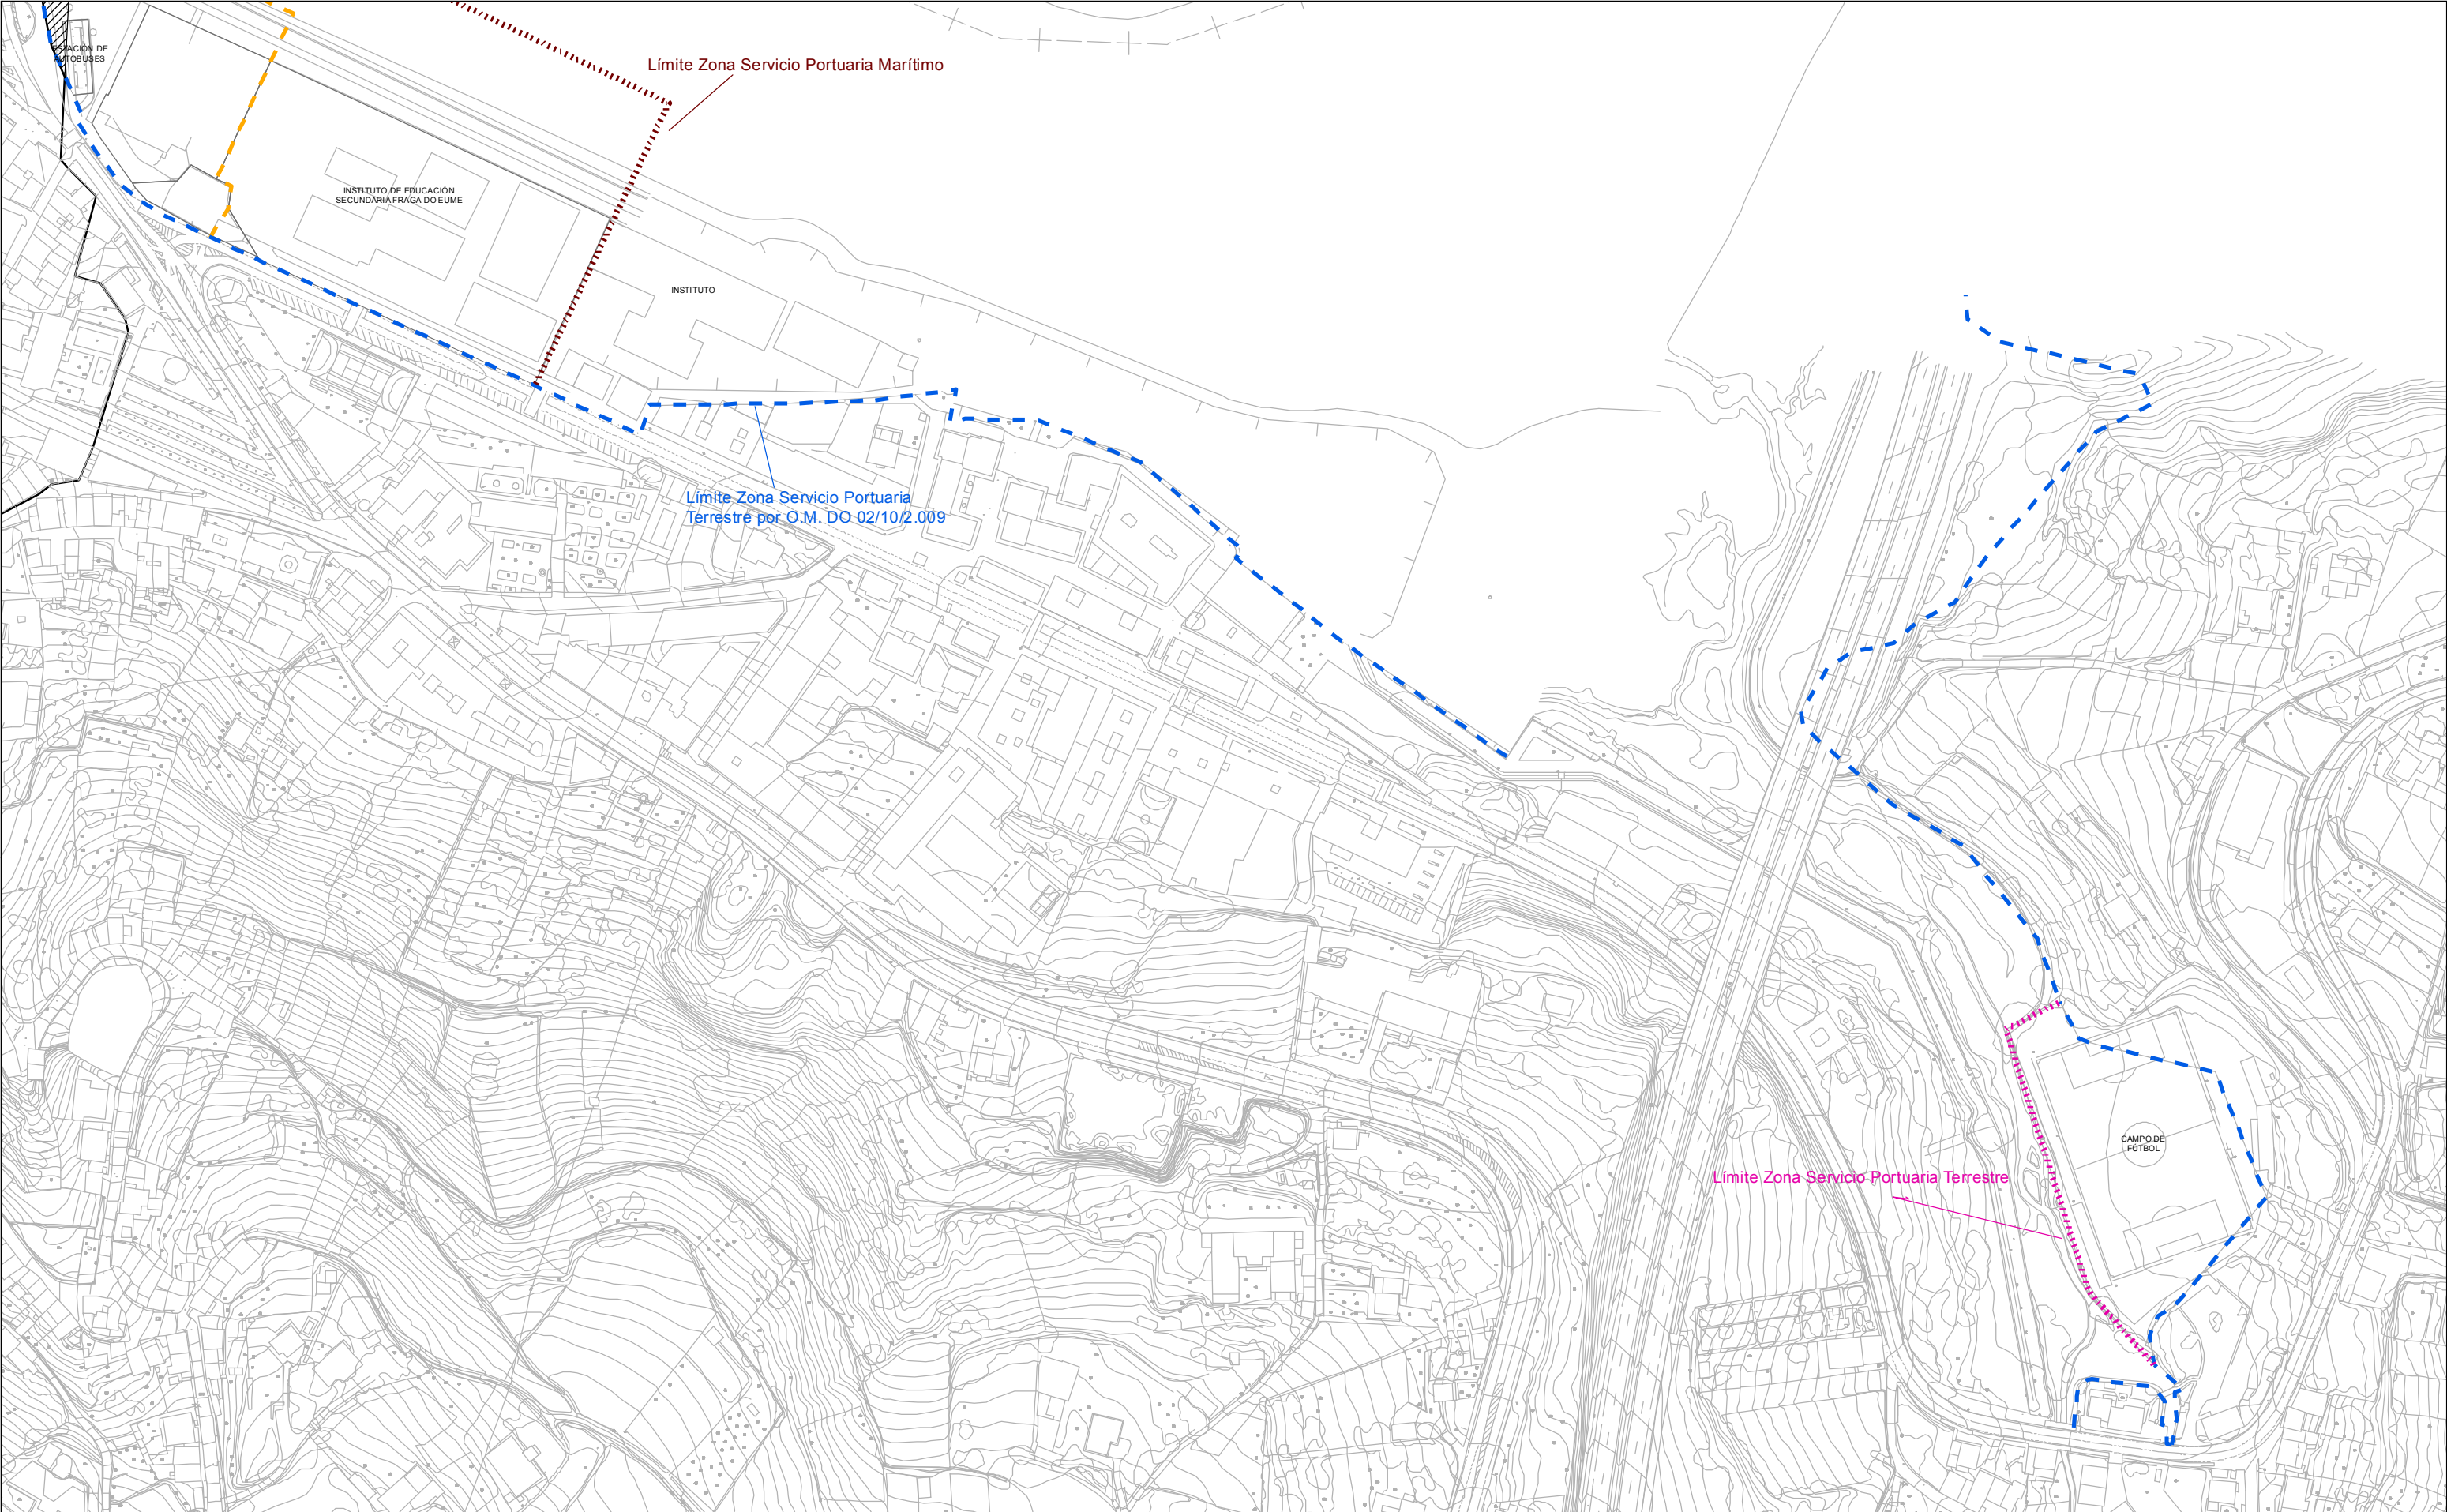 ESTACIÓN DE
AUTOBUSES
Límite Zona Servicio Portuaria Marítimo
INSTITUTO DE EDUCACIÓN
SECUNDARIA FRAGA DO EUME
INSTITUTO
Límite Zona Servicio Portuaria
Terrestre por O.M. DO 02/10/2.009
CAMPO DE
FÚTBOL
Límite Zona Servicio Portuaria Terrestre